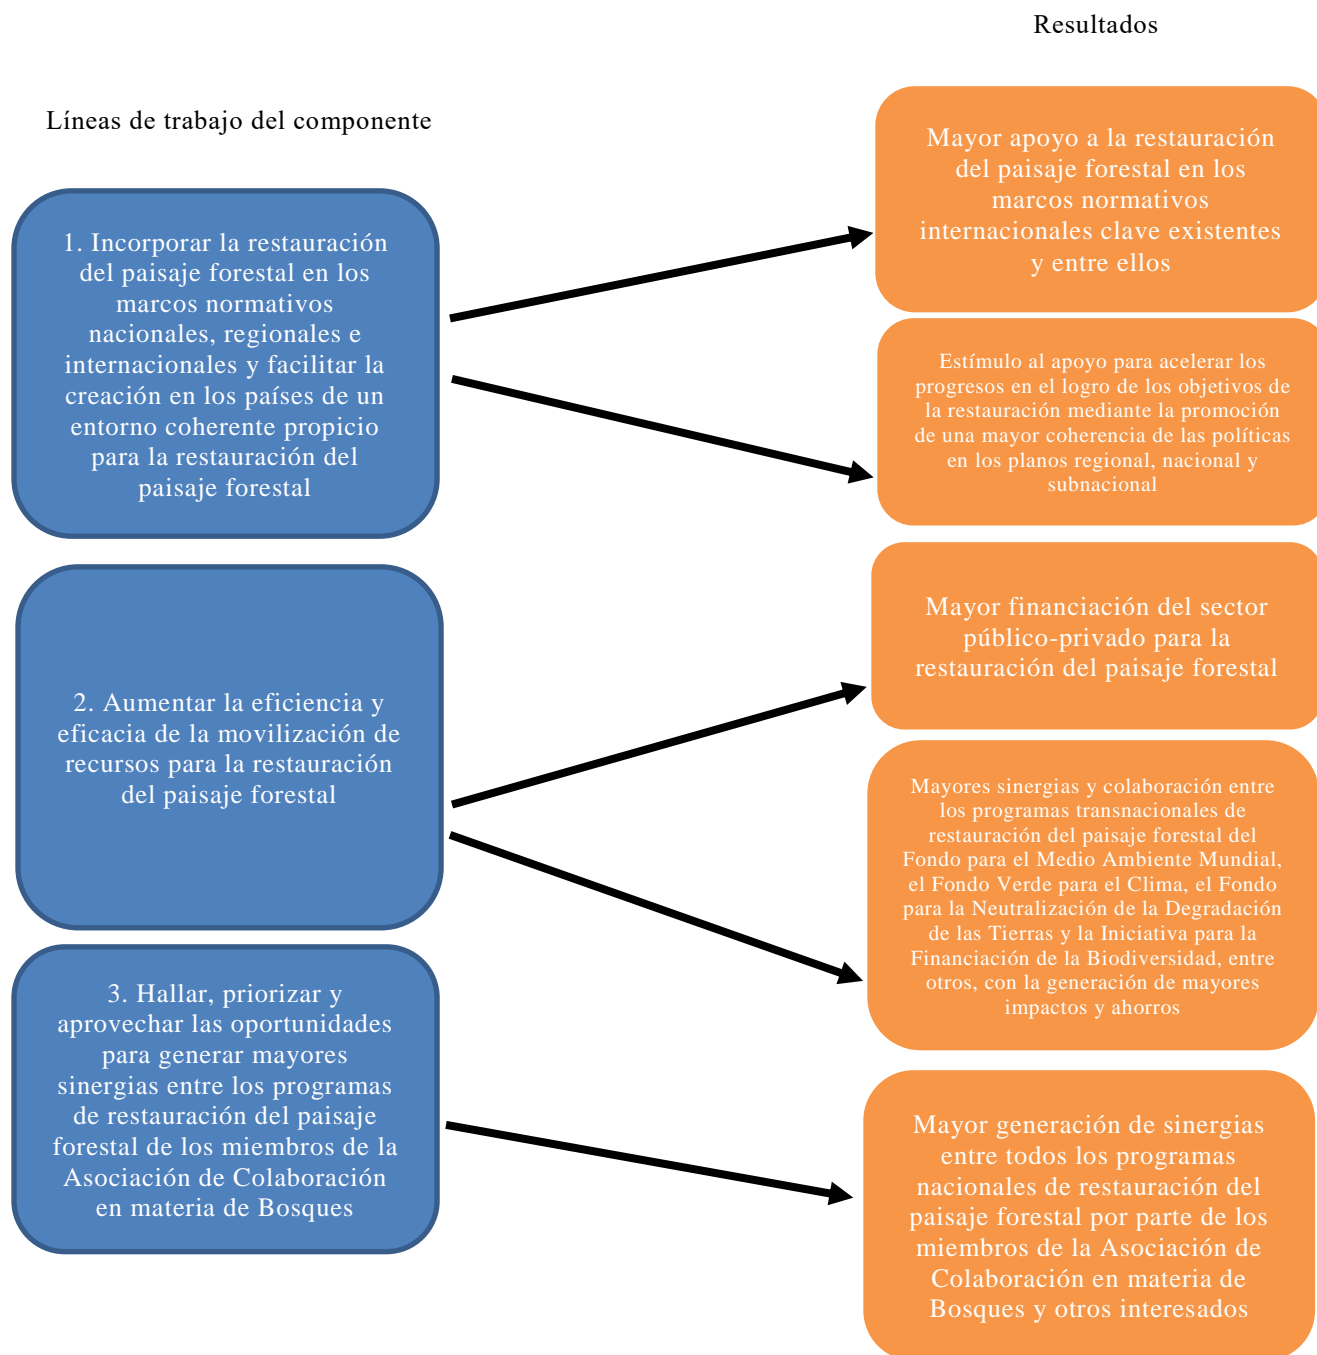 Resultados
Líneas de trabajo del componente
1. Incorporar la restauración
del paisaje forestal en los
marcos normativos
nacionales, regionales e
internacionales y facilitar la
creación en los países de un
entorno coherente propicio
para la restauración del
paisaje forestal
Mayor apoyo a la restauración
del paisaje forestal en los
marcos normativos
internacionales clave existentes
y entre ellos
Estímulo al apoyo para acelerar los
progresos en el logro de los objetivos de
la restauración mediante la promoción
de una mayor coherencia de las políticas
en los planos regional, nacional y
subnacional
2. Aumentar la eficiencia y
eficacia de la movilización de
recursos para la restauración
del paisaje forestal
Mayor financiación del sector
público-privado para la
restauración del paisaje forestal
Mayores sinergias y colaboración entre
los programas transnacionales de
restauración del paisaje forestal del
Fondo para el Medio Ambiente Mundial,
el Fondo Verde para el Clima, el Fondo
para la Neutralización de la Degradación
de las Tierras y la Iniciativa para la
Financiación de la Biodiversidad, entre
otros, con la generación de mayores
impactos y ahorros
3. Hallar, priorizar y
aprovechar las oportunidades
para generar mayores
sinergias entre los programas
de restauración del paisaje
forestal de los miembros de la
Asociación de Colaboración
en materia de Bosques
Mayor generación de sinergias
entre todos los programas
nacionales de restauración del
paisaje forestal por parte de los
miembros de la Asociación de
Colaboración en materia de
Bosques y otros interesados